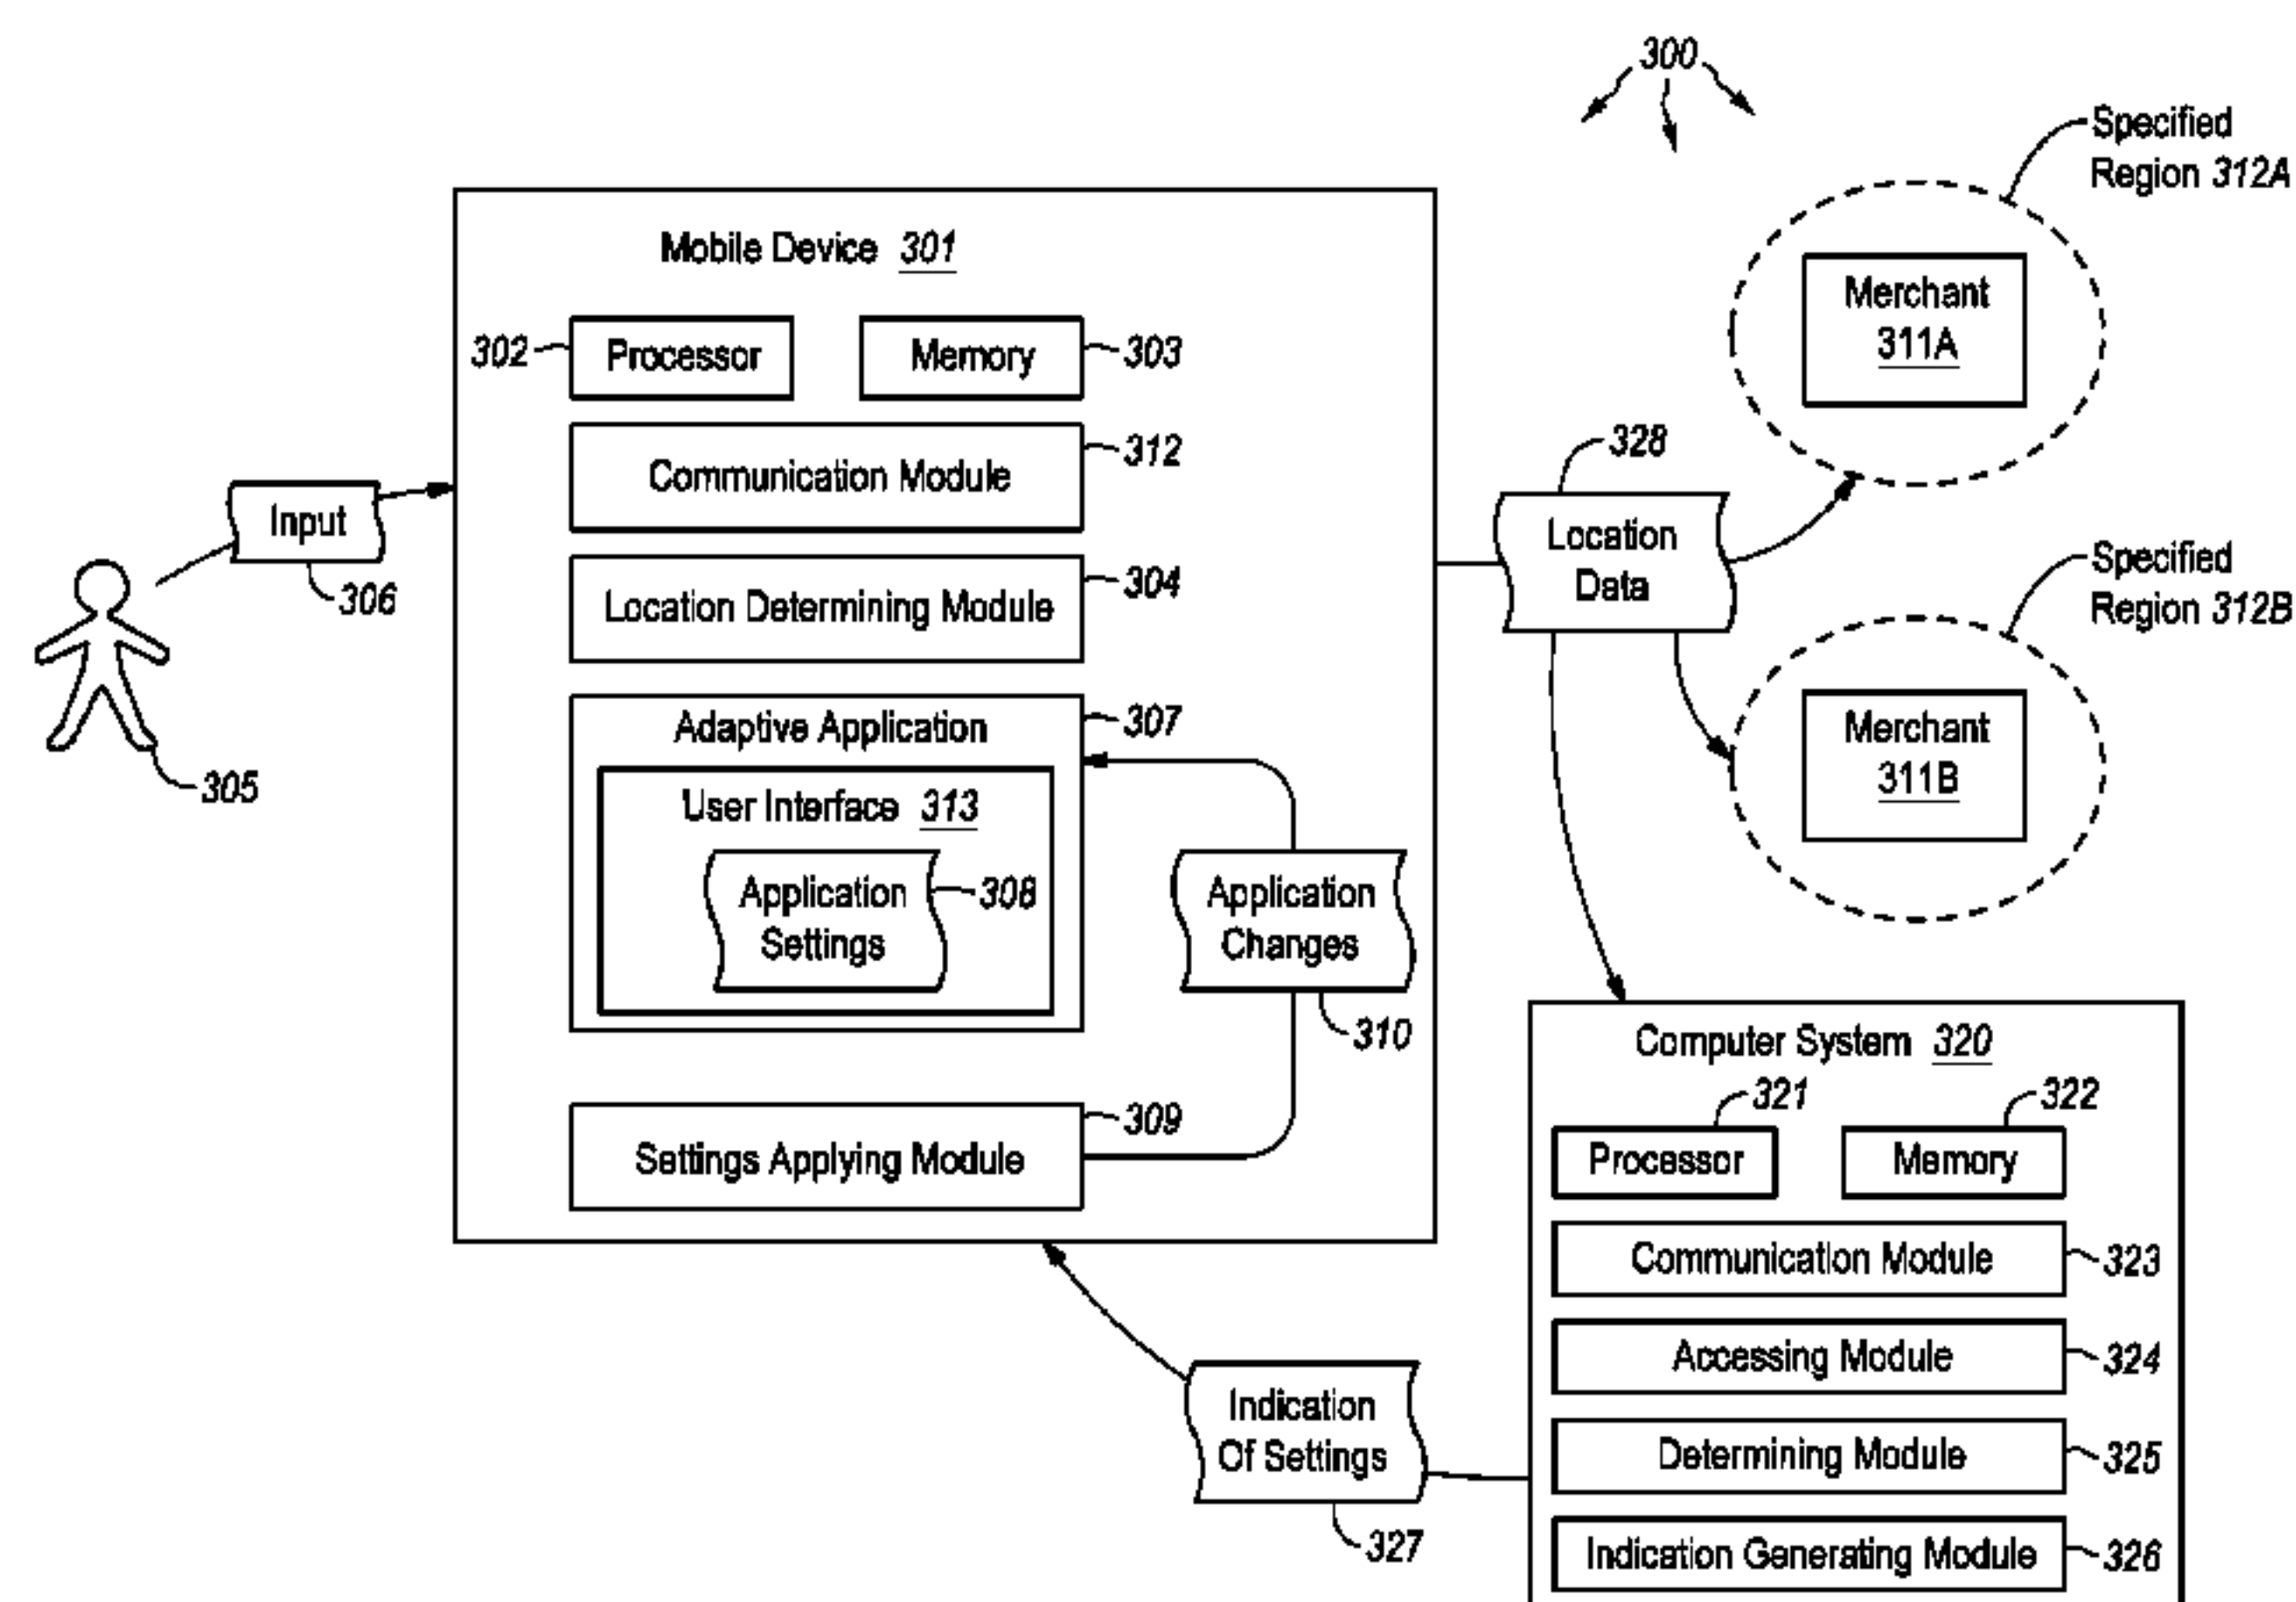 300
Specified
Region 312A
Mobile Device 301
Merchant
311A
302
Processor
Memory
303
328
312
Communication Module
Input
306
Location
Data
304
Location Determining Module
Specified
Region 312B
305
Adaptive Application
307
User Interface 313
Merchant
311B
Application
Settings
308
Application
Changes
310
Computer System 320
321
322
309
Settings Applying Module
Processor
Memory
Communication Module
323
Accessing Module
324
Indication
Of Settings
327
Determining Module
325
Indication Generating Module
326